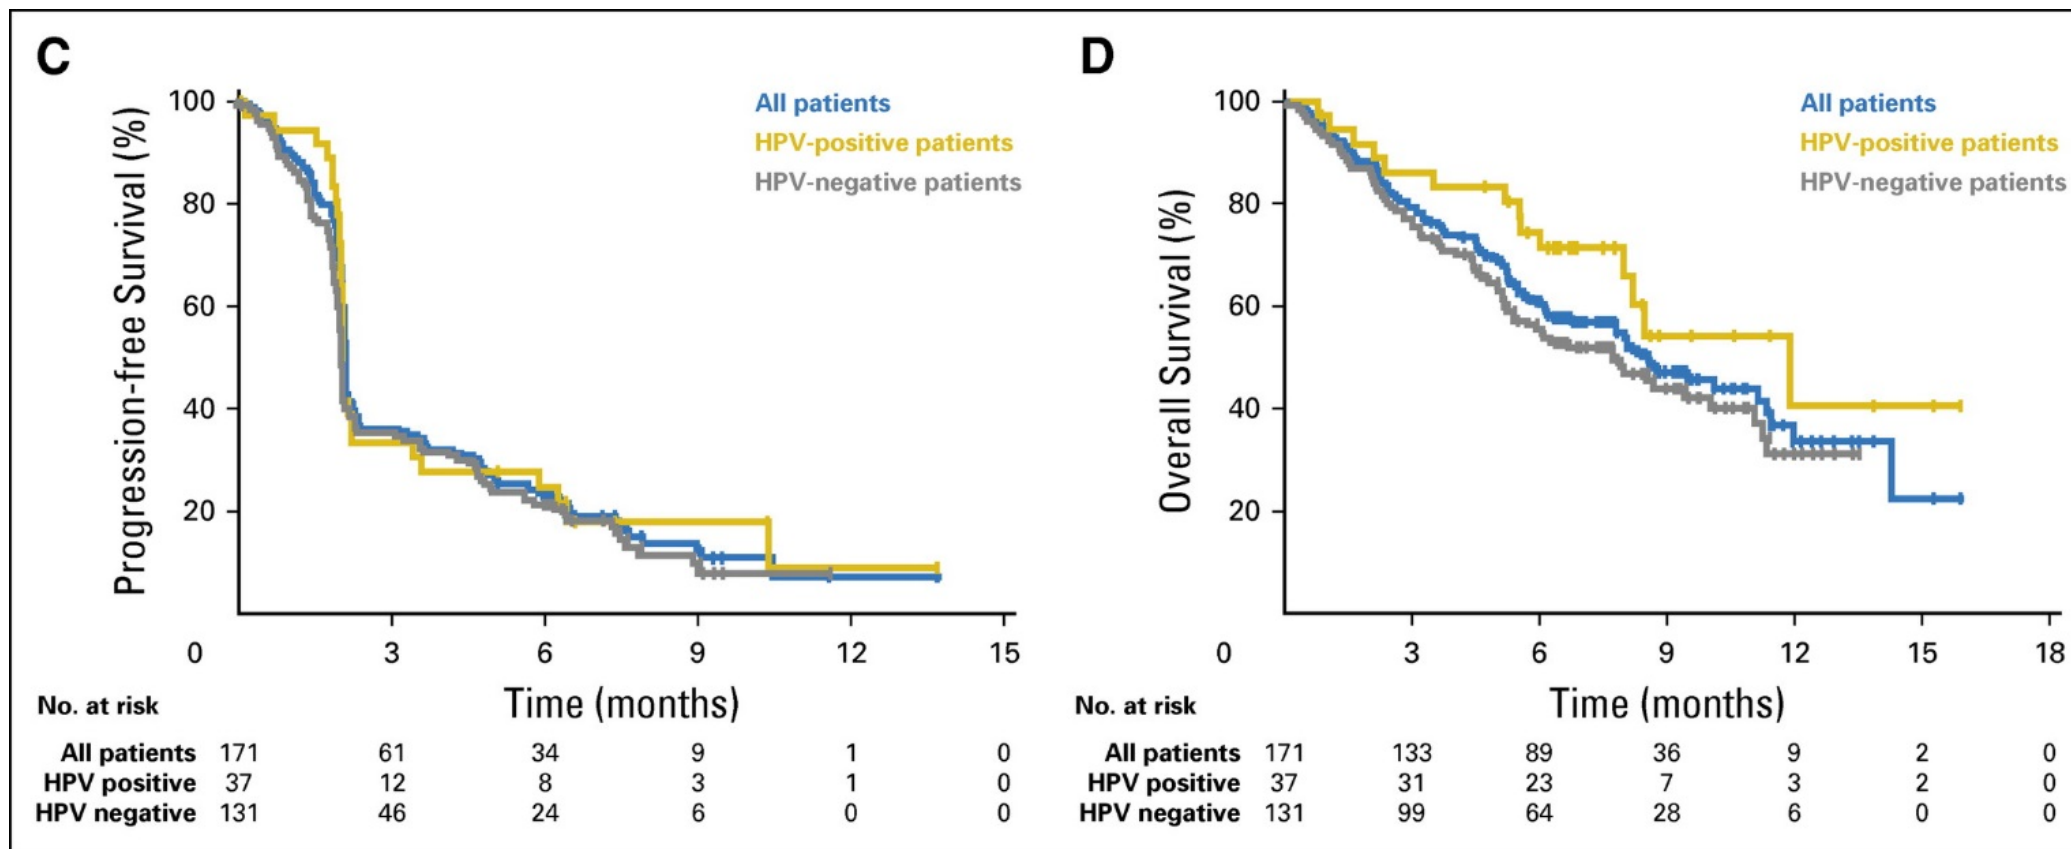 C
Progression-free Survival (%)
100
80
60
40
20
All patients
HPV-positive patients
HPV-negative patients
0 3 6 9 12 15
Time (months)
No. at risk
All patients 171 61 34 9 1 0
HPV positive 37 12 8 3 1 0
HPV negative 131 46 24 6 0 0
D
Overall Survival (%)
100
80
60
40
20
All patients
HPV-positive patients
HPV-negative patients
0 3 6 9 12 15 18
Time (months)
No. at risk
All patients 171 133 89 36 9 2 0
HPV positive 37 31 23 7 3 2 0
HPV negative 131 99 64 28 6 0 0